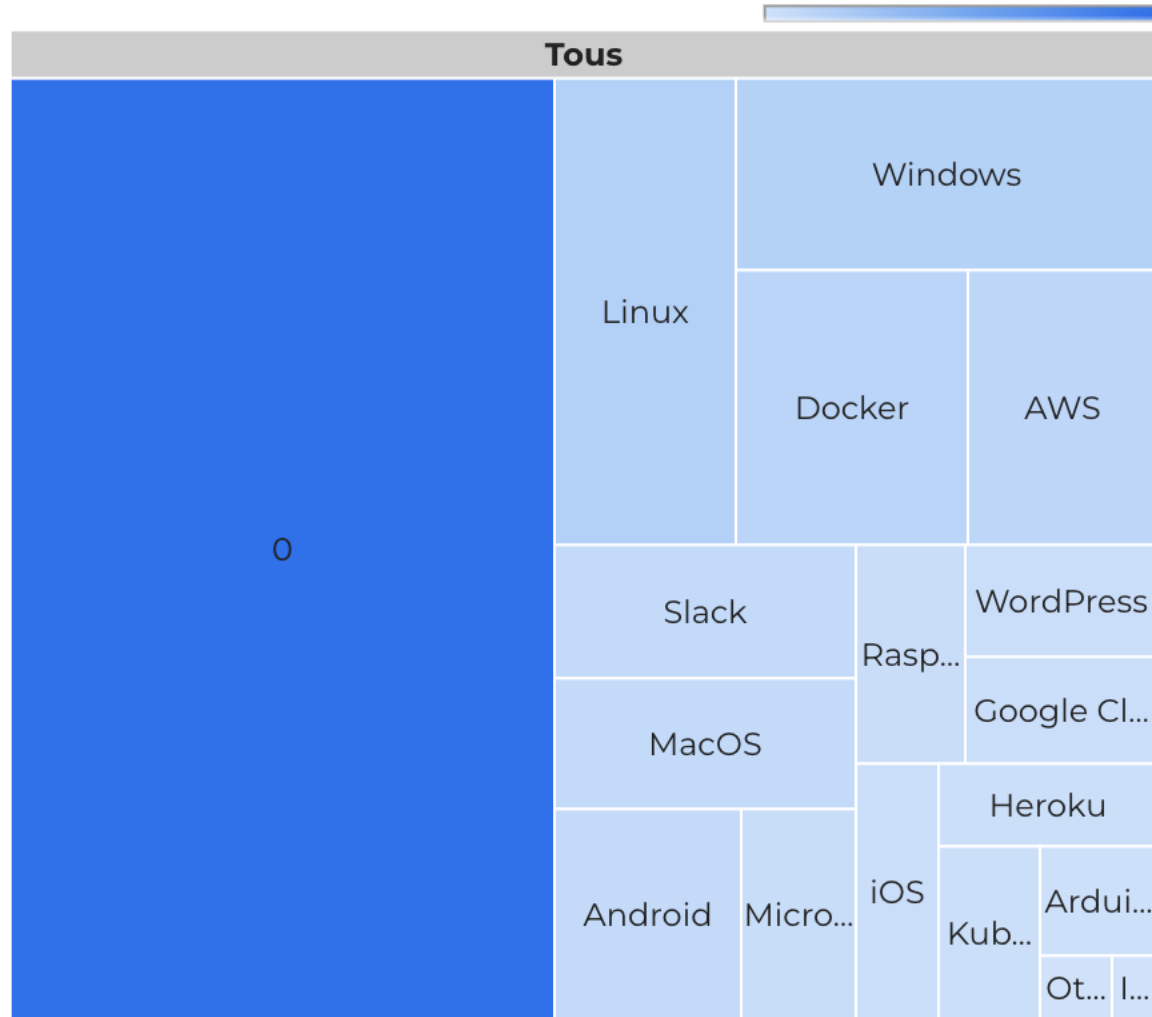 Tous
0
Linux
Windows
Docker
AWS
Slack
MacOS
Android
Micro...
Rasp...
WordPress
Google Cl...
iOS
Heroku
Kub...
Ardui...
Ot...
I...